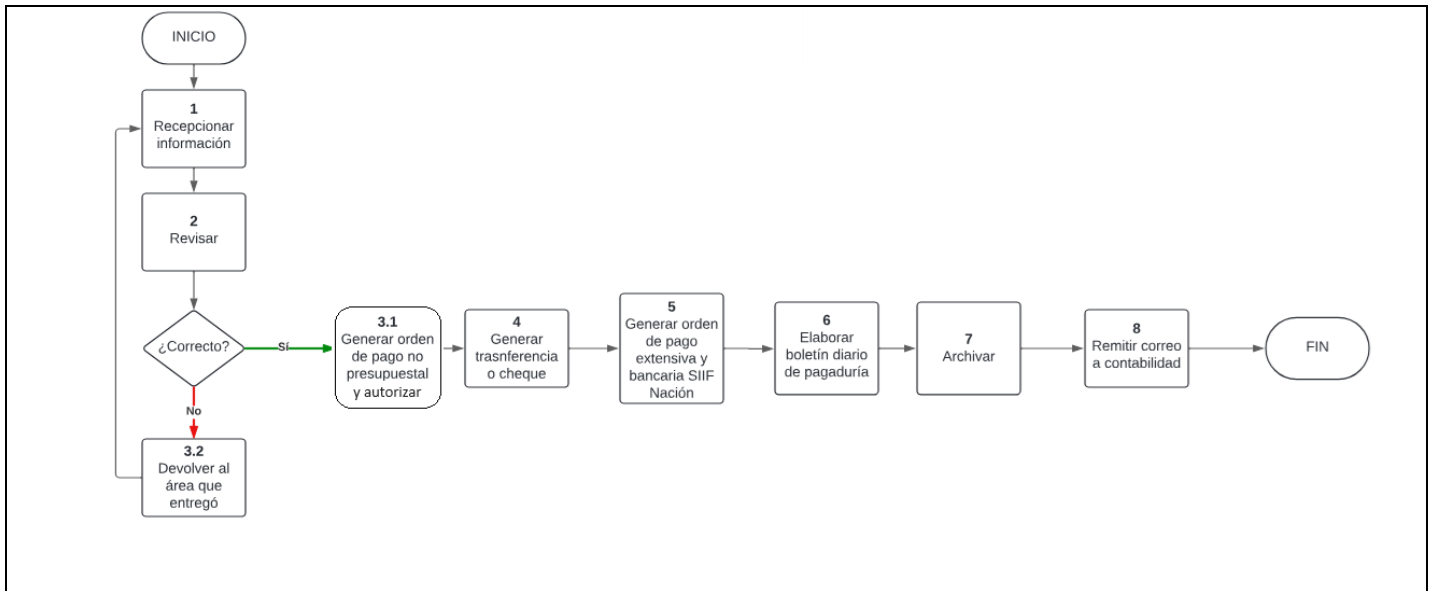 INICIO
1
Recepcionar
información
2
Revisar
¿Correcto?
Sí
No
3.2
Devolver al
área que
entregó
3.1
Generar orden
de pago no
presupuestal
y autorizar
4
Generar
trasnferencia
o cheque
5
Generar orden
de pago
extensiva y
bancaria SIIF
Nación
6
Elaborar
boletín diario
de pagaduría
7
Archivar
8
Remitir correo
a contabilidad
FIN